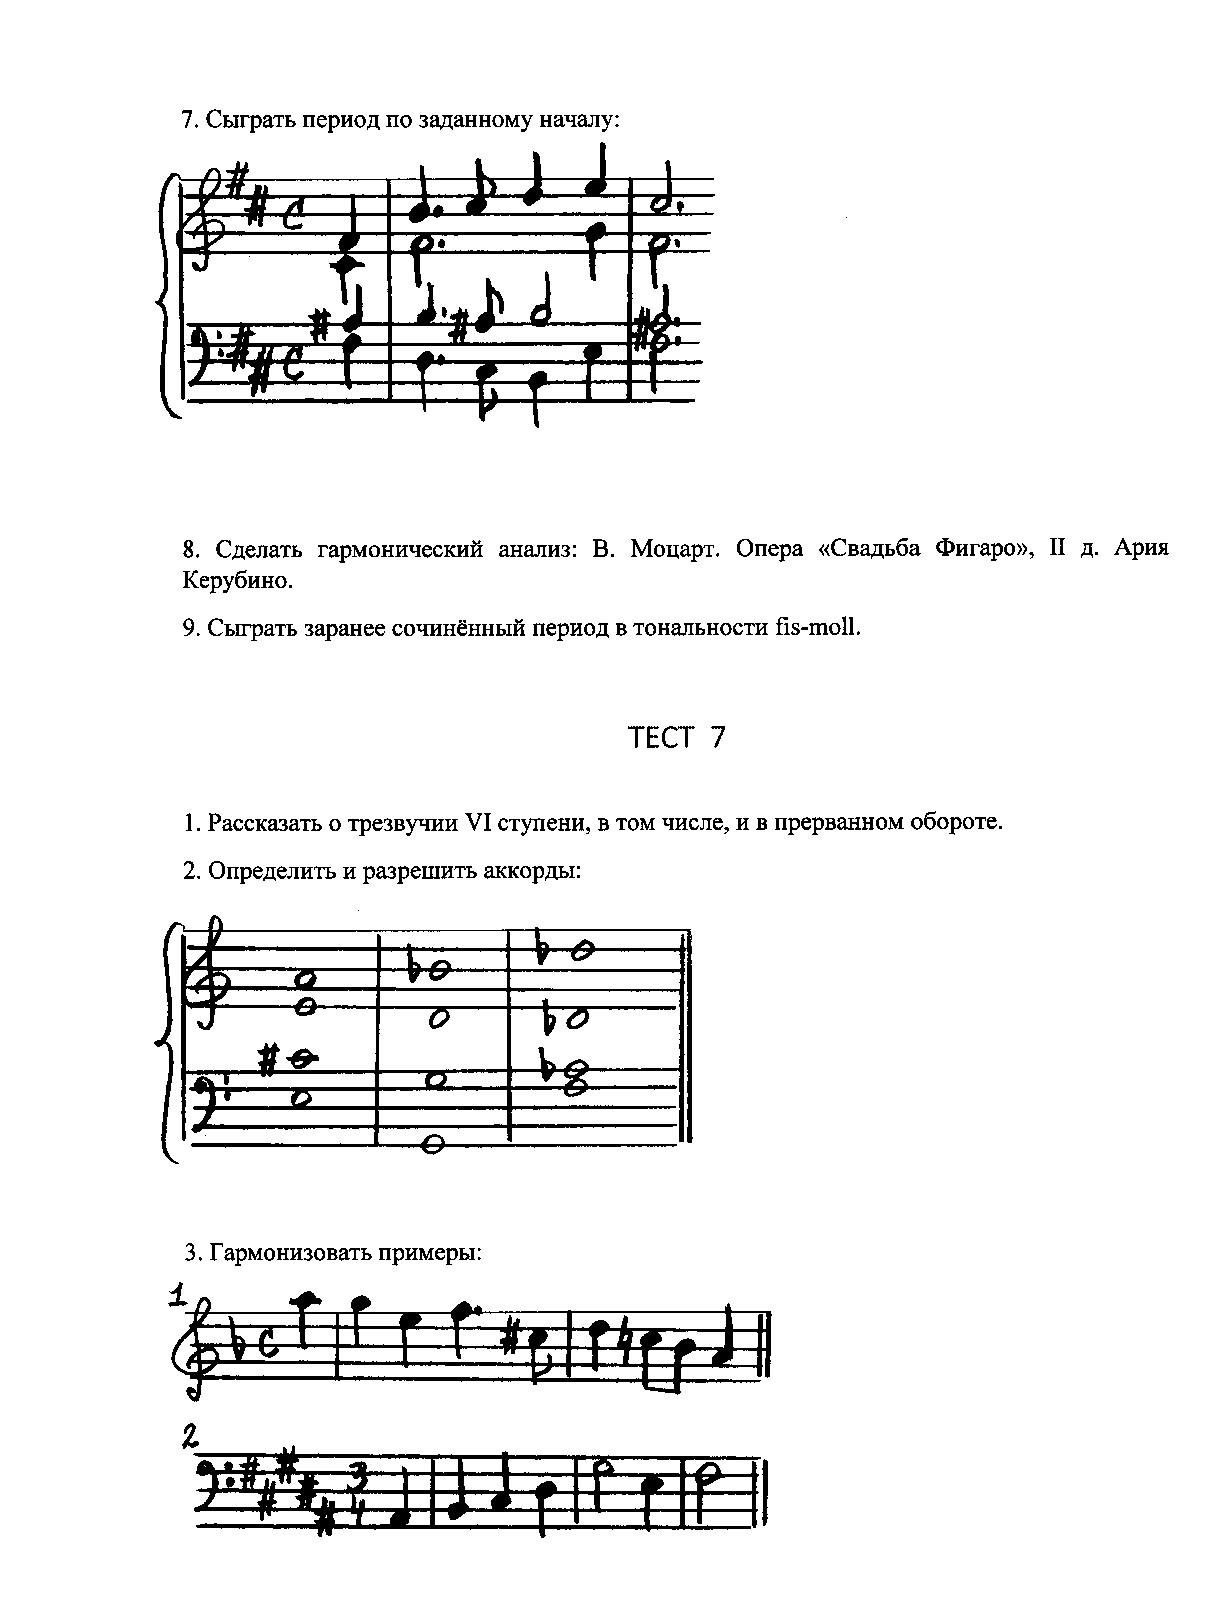 7. Сыграть период по заданному началу:
8. Сделать гармонический анализ: В. Моцарт. Опера «Свадьба Фигаро», II д. Ария
Керубино.
9. Сыграть заранее сочинённый период в тональности fis-moll.
ТЕСТ 7
1. Рассказать о трезвучии VI ступени, в том числе, и в прерванном обороте.
2. Определить и разрешить аккорды:
3. Гармонизовать примеры:
1
2
3
4